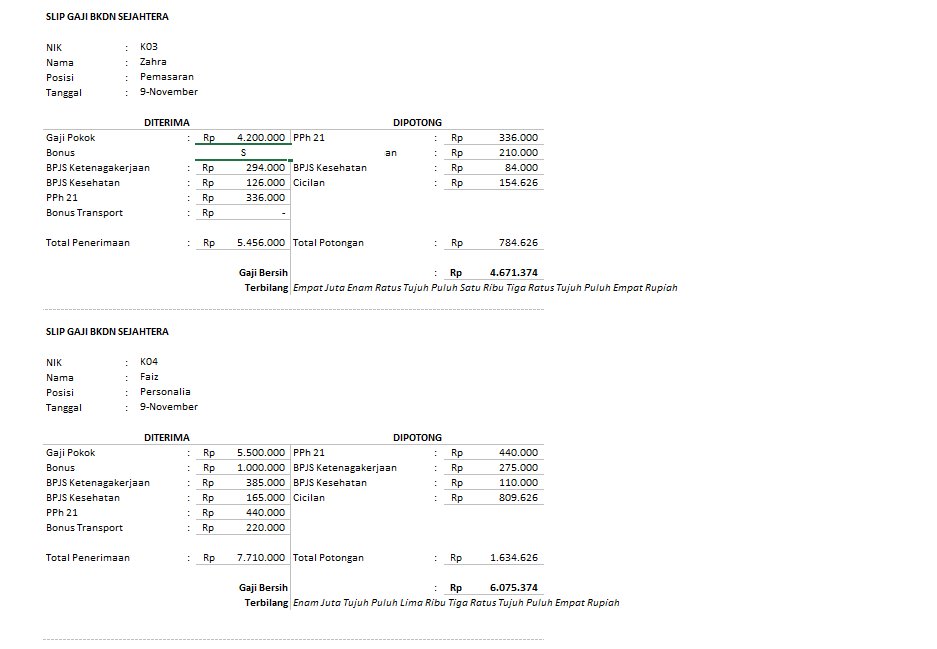 SLIP GAJI BKDN SEJAHTERA
NIK : K03
Nama : Zahra
Posisi : Pemasaran
Tanggal : 9-November
DITERIMA DIPOTONG
Gaji Pokok : Rp 4.200.000 PPh 21 : Rp 336.000
Bonus S an : Rp 210.000
BPJS Ketenagakerjaan : Rp 294.000 BPJS Kesehatan : Rp 84.000
BPJS Kesehatan : Rp 126.000 Cicilan : Rp 154.626
PPh 21 : Rp 336.000
Bonus Transport : Rp -
Total Penerimaan : Rp 5.456.000 Total Potongan : Rp 784.626
Gaji Bersih : Rp 4.671.374
Terbilang Empat Juta Enam Ratus Tujuh Puluh Satu Ribu Tiga Ratus Tujuh Puluh Empat Rupiah
SLIP GAJI BKDN SEJAHTERA
NIK : K04
Nama : Faiz
Posisi : Personalia
Tanggal : 9-November
DITERIMA DIPOTONG
Gaji Pokok : Rp 5.500.000 PPh 21 : Rp 440.000
Bonus : Rp 1.000.000 BPJS Ketenagakerjaan : Rp 275.000
BPJS Ketenagakerjaan : Rp 385.000 BPJS Kesehatan : Rp 110.000
BPJS Kesehatan : Rp 165.000 Cicilan : Rp 809.626
PPh 21 : Rp 440.000
Bonus Transport : Rp 220.000
Total Penerimaan : Rp 7.710.000 Total Potongan : Rp 1.634.626
Gaji Bersih : Rp 6.075.374
Terbilang Enam Juta Tujuh Puluh Lima Ribu Tiga Ratus Tujuh Puluh Empat Rupiah